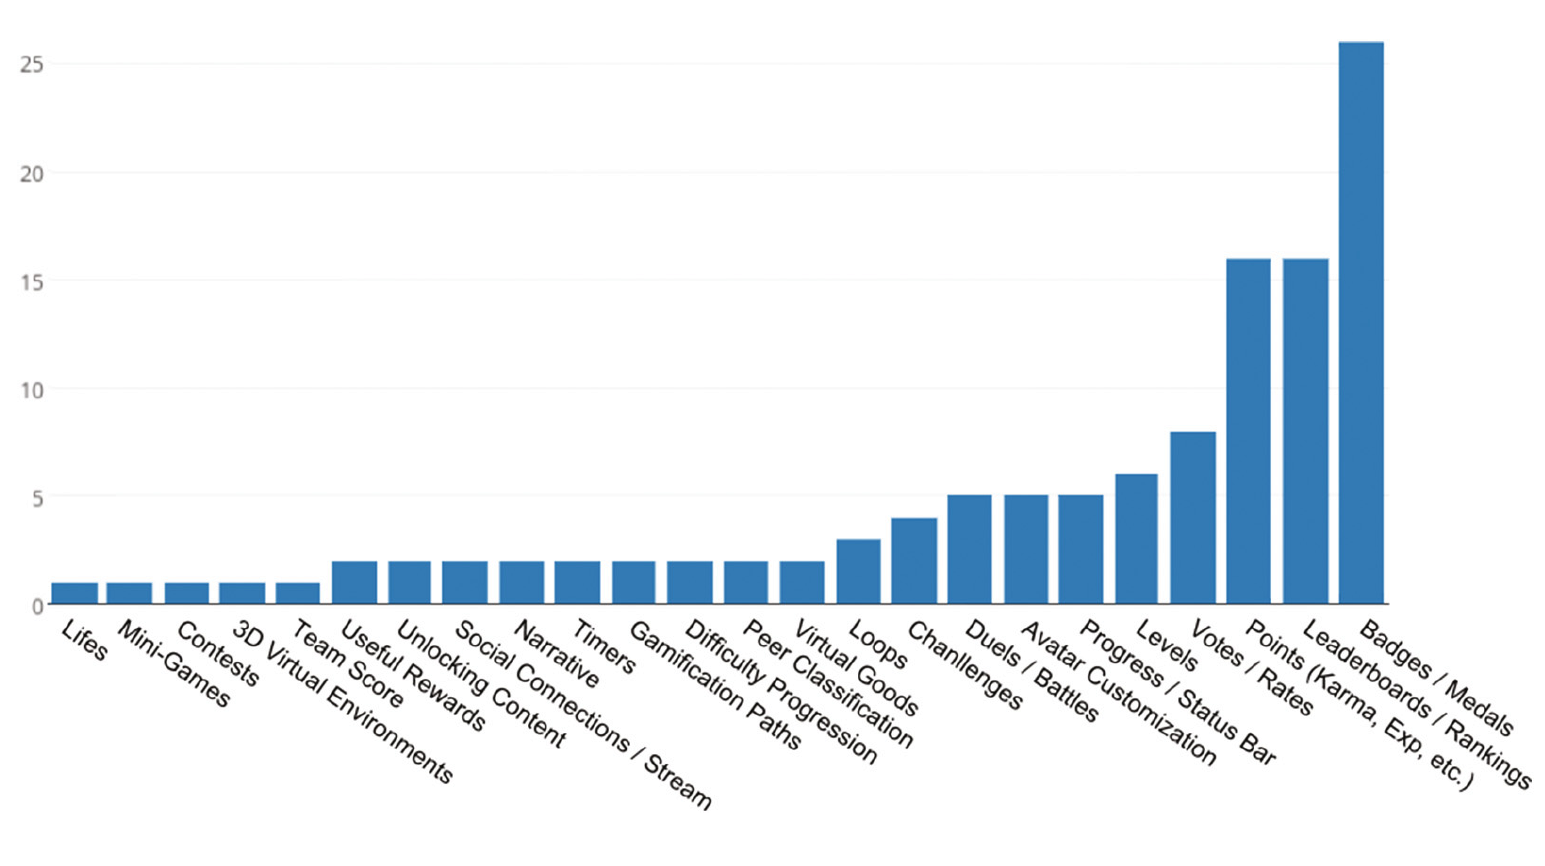 25
20
15
10
5
0
Lifes
Mini-Games
Contests
3D Virtual Environments
Team Score
Useful Rewards
Unlocking Content
Social Connections / Stream
Narrative
Timers
Gamification Paths
Difficulty Progression
Peer Classification
Virtual Goods
Loops
Chanllenges
Duels / Battles
Avatar Customization
Progress / Status Bar
Levels
Votes / Rates
Points (Karma, Exp, etc.)
Leaderboards / Rankings
Badges / Medals